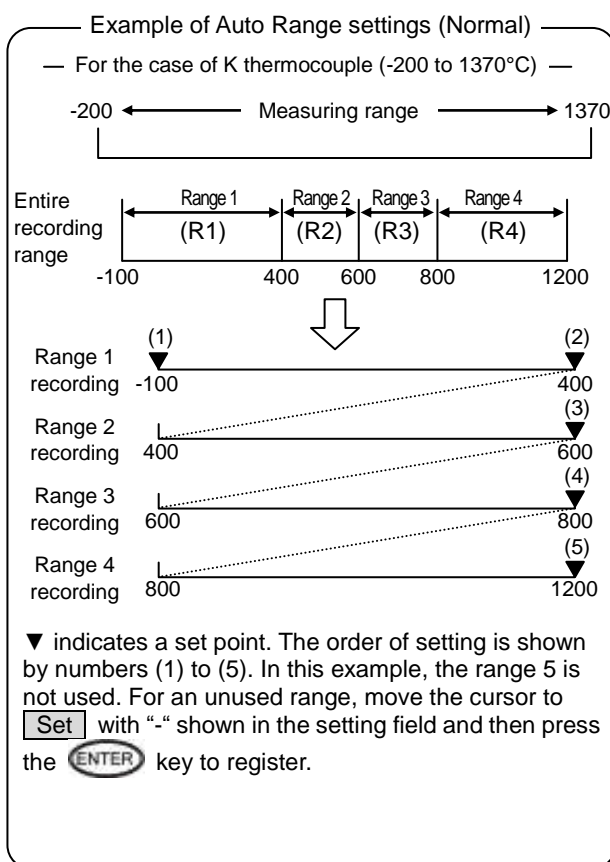 Example of Auto Range settings (Normal)
For the case of K thermocouple (-200 to 1370°C)
-200 Measuring range 1370
Entire recording range
Range 1 Range 2 Range 3 Range 4
(R1) (R2) (R3) (R4)
-100 400 600 800 1200
(1) (2)
Range 1 recording -100 400
(3)
Range 2 recording 400 600
(4)
Range 3 recording 600 800
(5)
Range 4 recording 800 1200
▼ indicates a set point. The order of setting is shown
by numbers (1) to (5). In this example, the range 5 is
not used. For an unused range, move the cursor to
Set with “-“ shown in the setting field and then press
the ENTER key to register.